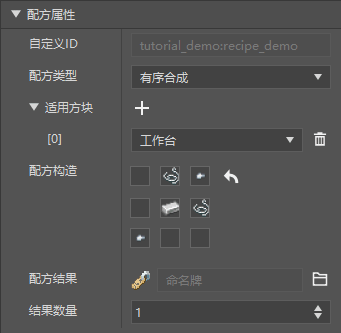 配方属性
自定义ID tutorial_demo:recipe_demo
配方类型 有序合成
适用方块
[0] 工作台
配方构造
配方结果 命名牌
结果数量 1